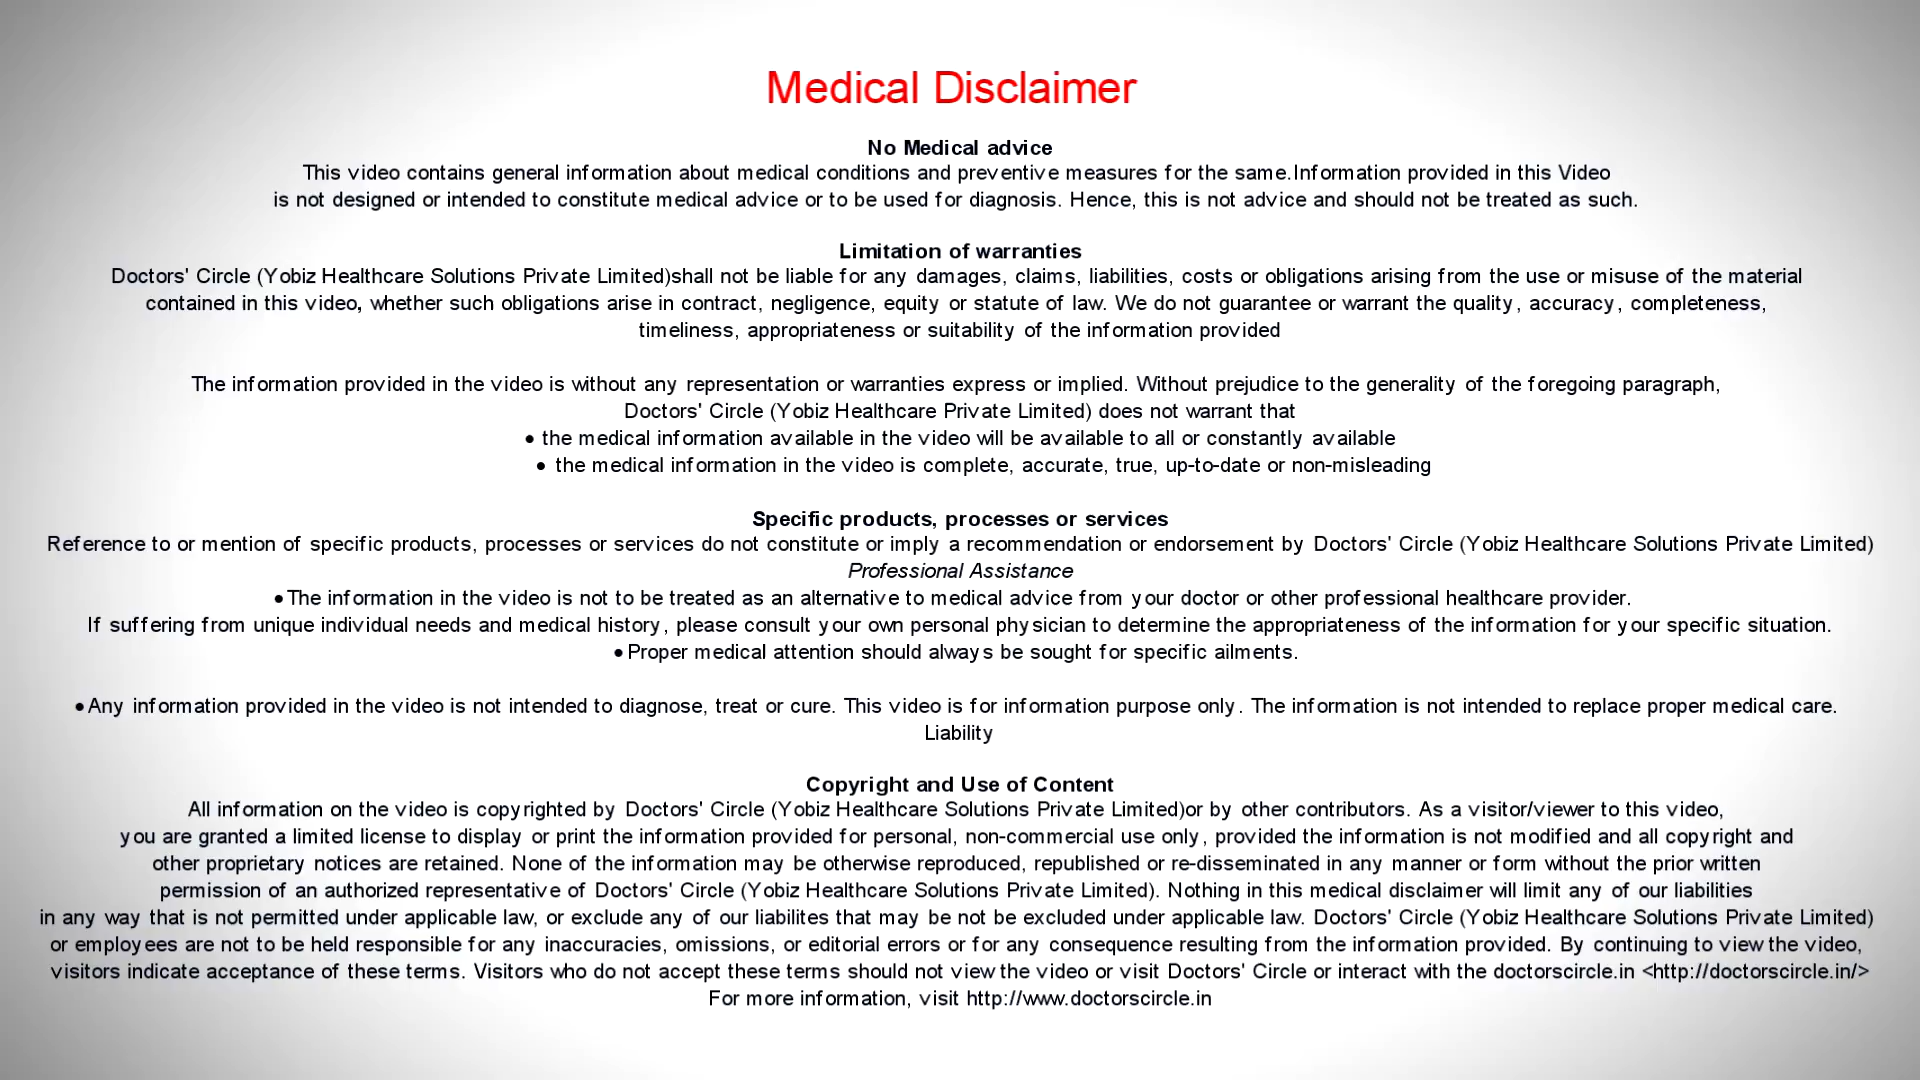 Medical Disclaimer
No Medical advice
This video contains general information about medical conditions and preventive measures for the same.Information provided in this Video
is not designed or intended to constitute medical advice or to be used for diagnosis. Hence, this is not advice and should not be treated as such.
Limitation of warranties
Doctors' Circle (Yobiz Healthcare Solutions Private Limited)shall not be liable for any damages, claims, liabilities, costs or obligations arising from the use or misuse of the material
contained in this video, whether such obligations arise in contract, negligence, equity or statute of law. We do not guarantee or warrant the quality, accuracy, completeness,
timeliness, appropriateness or suitability of the information provided
The information provided in the video is without any representation or warranties express or implied. Without prejudice to the generality of the foregoing paragraph,
Doctors' Circle (Yobiz Healthcare Private Limited) does not warrant that
• the medical information available in the video will be available to all or constantly available
• the medical information in the video is complete, accurate, true, up-to-date or non-misleading
Specific products, processes or services
Reference to or mention of specific products, processes or services do not constitute or imply a recommendation or endorsement by Doctors' Circle (Yobiz Healthcare Solutions Private Limited)
Professional Assistance
•The information in the video is not to be treated as an alternative to medical advice from your doctor or other professional healthcare provider.
If suffering from unique individual needs and medical history, please consult your own personal physician to determine the appropriateness of the information for your specific situation.
•Proper medical attention should always be sought for specific ailments.
•Any information provided in the video is not intended to diagnose, treat or cure. This video is for information purpose only. The information is not intended to replace proper medical care.
Liability
Copyright and Use of Content
All information on the video is copyrighted by Doctors' Circle (Yobiz Healthcare Solutions Private Limited)or by other contributors. As a visitor/viewer to this video,
you are granted a limited license to display or print the information provided for personal, non-commercial use only, provided the information is not modified and all copyright and
other proprietary notices are retained. None of the information may be otherwise reproduced, republished or re-disseminated in any manner or form without the prior written
permission of an authorized representative of Doctors' Circle (Yobiz Healthcare Solutions Private Limited). Nothing in this medical disclaimer will limit any of our liabilities
in any way that is not permitted under applicable law, or exclude any of our liabilites that may be not be excluded under applicable law. Doctors' Circle (Yobiz Healthcare Solutions Private Limited)
or employees are not to be held responsible for any inaccuracies, omissions, or editorial errors or for any consequence resulting from the information provided. By continuing to view the video,
visitors indicate acceptance of these terms. Visitors who do not accept these terms should not view the video or visit Doctors' Circle or interact with the doctorscircle.in <http://doctorscircle.in/>
For more information, visit http://www.doctorscircle.in